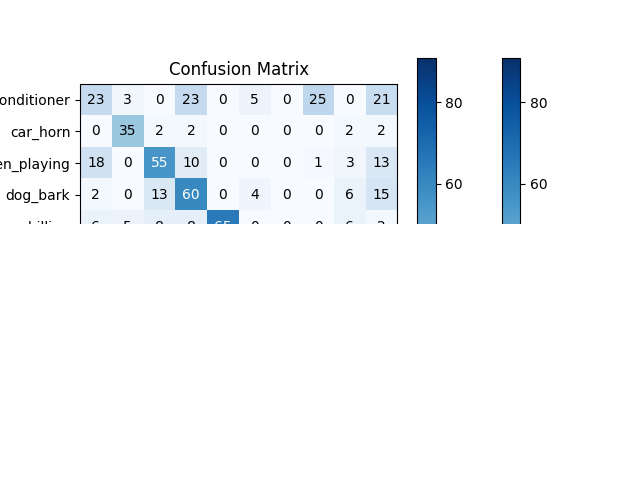 Confusion Matrix
onditioner 23 3 0 23 0 5 0 25 0 21
car_horn 0 35 2 2 0 0 0 0 2 2
en_playing 18 0 55 10 0 0 0 1 3 13
dog_bark 2 0 13 60 0 4 0 0 6 15
80 80
60 60